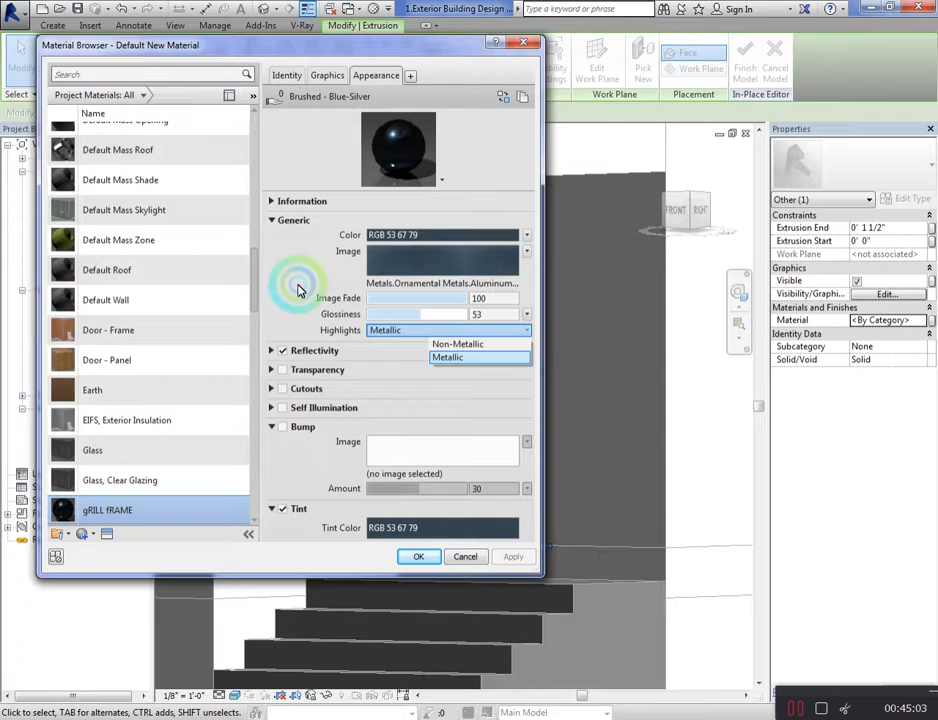 1.Exterior Building Design ...
Type a keyword or phrase
Sign In
Create
Insert
Annotate
View
Manage
Add-Ins
V-Ray
Modify | Extrusion
Modify
Select
Edit
Work Plane
Pick
New
Face
Work Plane
Finish
Model
Cancel
Model
Work Plane
Placement
In-Place Editor
Material Browser - Default New Material
Search
Project Materials: All
Name
Default Mass Opening
Default Mass Roof
Default Mass Shade
Default Mass Skylight
Default Mass Zone
Default Roof
Default Wall
Door - Frame
Door - Panel
Earth
EIFS, Exterior Insulation
Glass
Glass, Clear Glazing
gRILL fRAME
Identity
Graphics
Appearance
0
Brushed - Blue-Silver
Information
Generic
Color
RGB 53 67 79
Image
Metals.Ornamental Metals.Aluminum...
Image Fade
100
Glossiness
53
Highlights
Metallic
Non-Metallic
Metallic
Reflectivity
Transparency
Cutouts
Self Illumination
Bump
Image
(no image selected)
Amount
30
Tint
Tint Color
RGB 53 67 79
OK
Cancel
Apply
FRONT
RIGHT
Properties
Other (1)
Edit Type
Constraints
Extrusion End
0' 1 1/2"
Extrusion Start
0' 0"
Work Plane
<not associated>
Graphics
Visible
Visibility/Graphi...
Edit...
Materials and Finishes
Material
<By Category>
Identity Data
Subcategory
None
Solid/Void
Solid
1/8" = 1'-0"
Click to select, TAB for alternates, CTRL adds, SHIFT unselects.
:0
Main Model
00:45:03